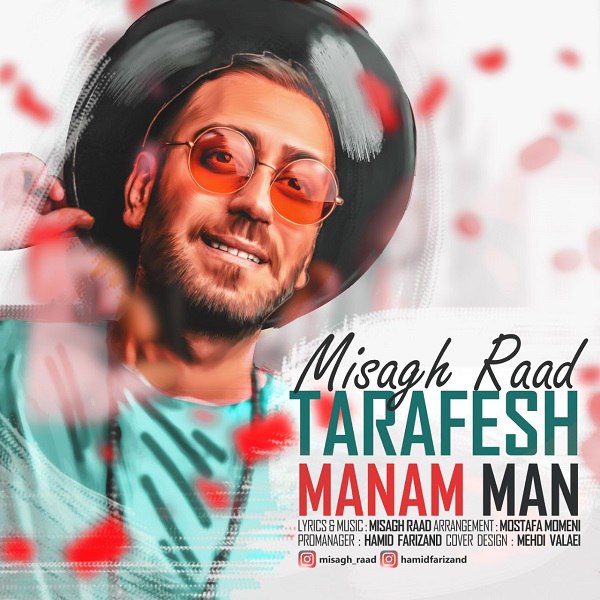 Misagh Raad
TARAFESH
MANAM MAN
LYRICS & MUSIC : MISAGH RAAD ARRANGEMENT : MOSTAFA MOMENI
PROMANAGER : HAMID FARIZAND COVER DESIGN : MEHDI VALAEI
misagh_raad hamidfarizand